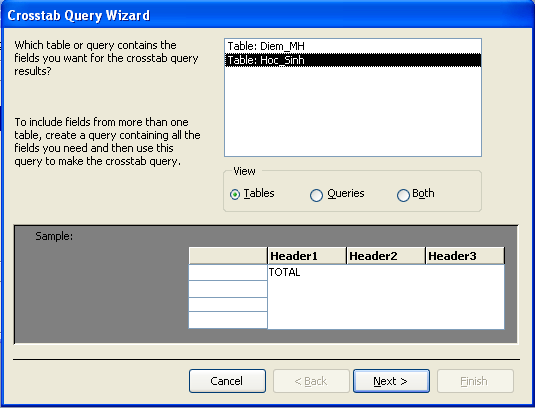 Crosstab Query Wizard
Which table or query contains the
fields you want for the crosstab query
results?
To include fields from more than one
table, create a query containing all the
fields you need and then use this
query to make the crosstab query.
Table: Diem_MH
Table: Hoc_Sinh
View
Tables
Queries
Both
Sample:
Header1 Header2 Header3
TOTAL
Cancel
< Back
Next >
Finish